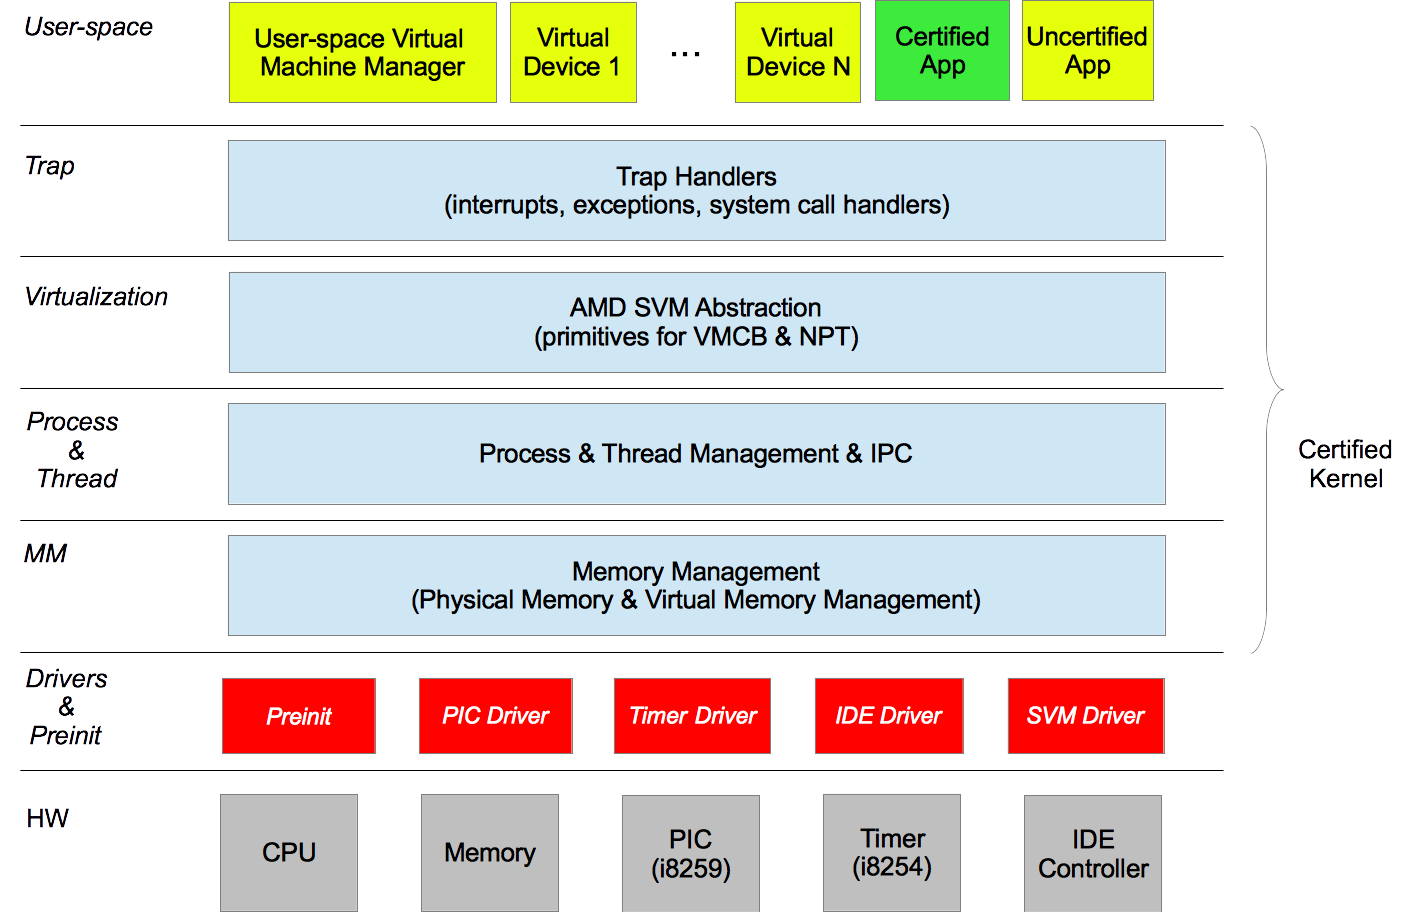 User-space
User-space Virtual
Machine Manager
Virtual
Device 1
...
Virtual
Device N
Certified
App
Uncertified
App
Trap
Trap Handlers
(interrupts, exceptions, system call handlers)
Virtualization
AMD SVM Abstraction
(primitives for VMCB & NPT)
Process
&
Thread
Process & Thread Management & IPC
Certified
Kernel
MM
Memory Management
(Physical Memory & Virtual Memory Management)
Drivers
&
Preinit
Preinit
PIC Driver
Timer Driver
IDE Driver
SVM Driver
HW
CPU
Memory
PIC
(i8259)
Timer
(i8254)
IDE
Controller